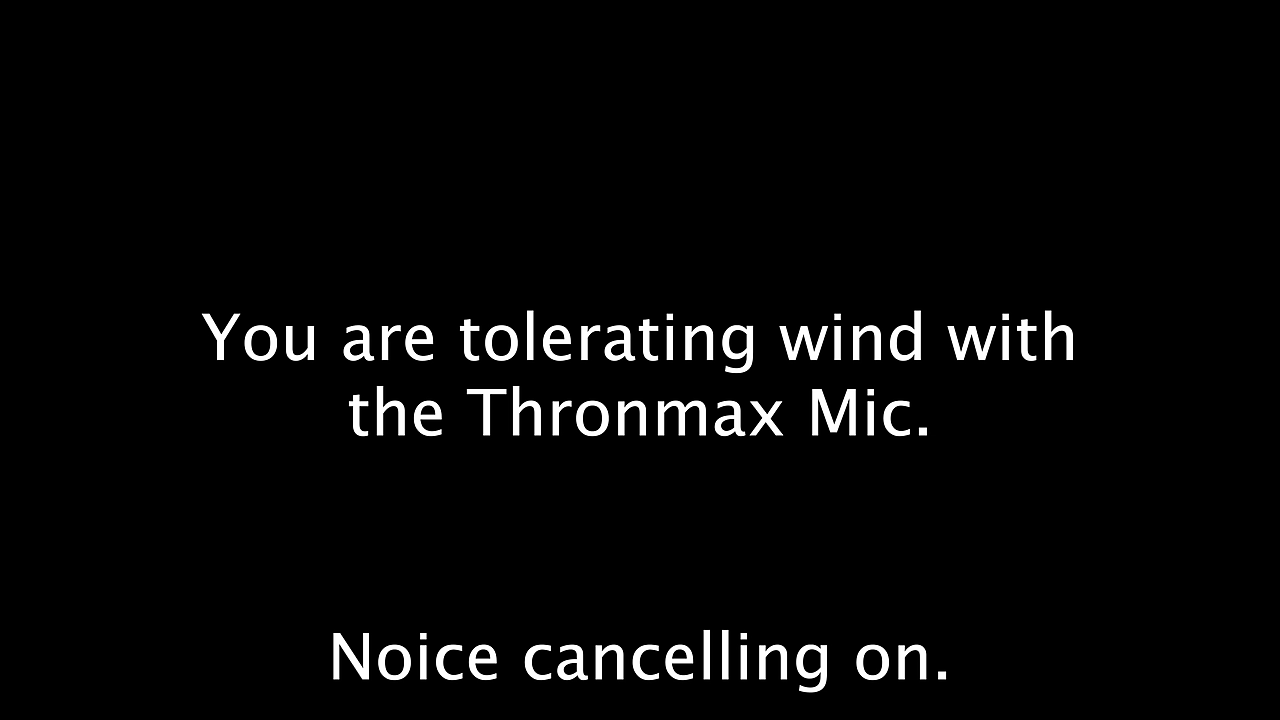 You are tolerating wind with
the Thronmax Mic.
Noice cancelling on.